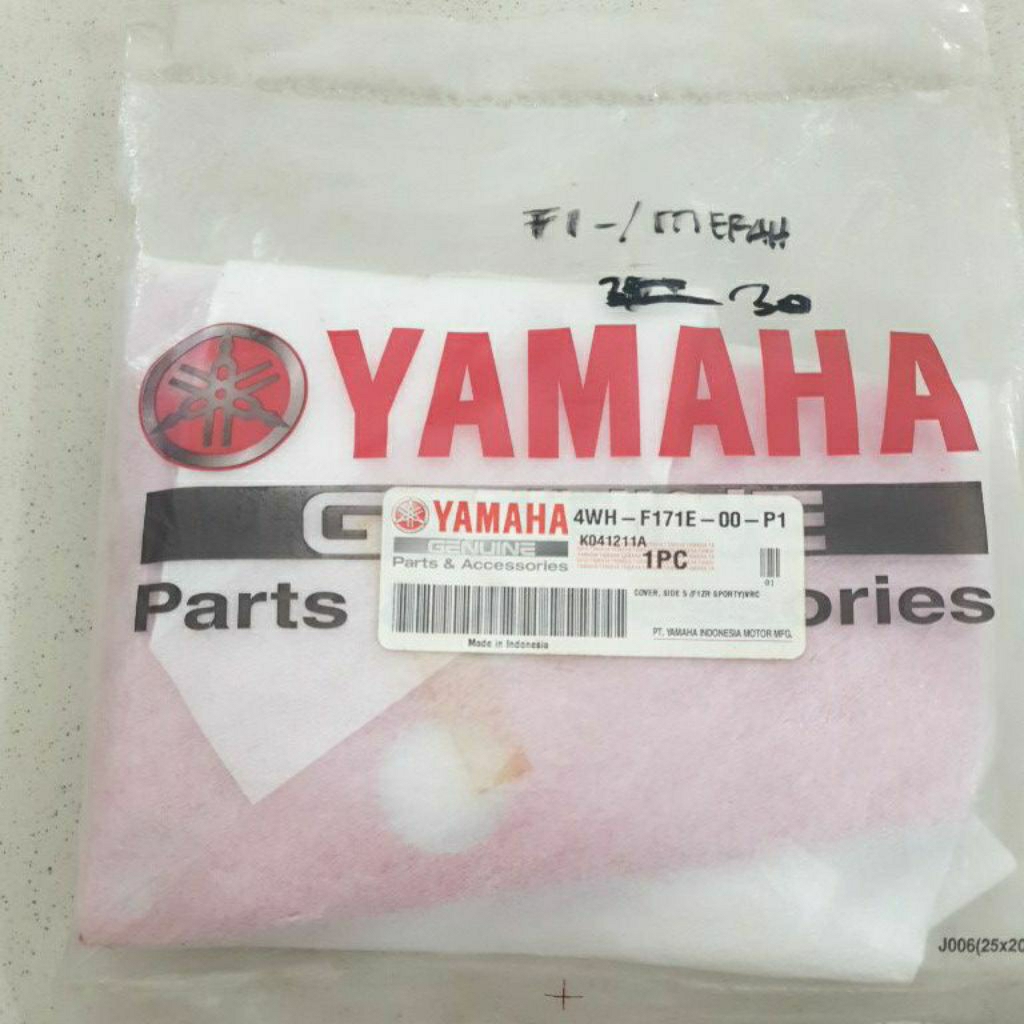 F1-/ MERAH
30
YAMAHA
YAMAHA 4WH-F171E-00-P1
GENUINE
K041211A
Parts & Accessories
1PC
01
COVER, SIDE 5 (F1ZR SPORTY)VRC
PT. YAMAHA INDONESIA MOTOR MFG.
Made in Indonesia
Parts ories
J006(25x20